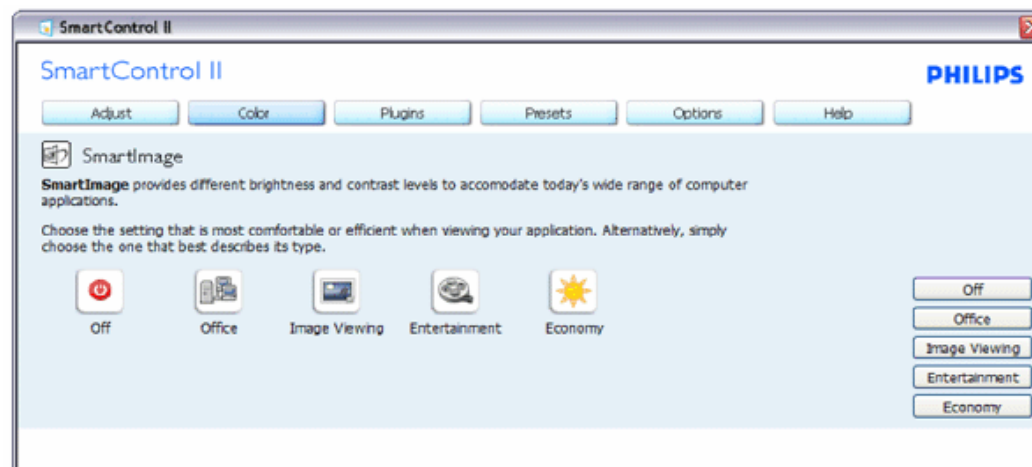 SmartControl II
SmartControl II
PHILIPS
Adjust Color Plugins Presets Options Help
SmartImage
SmartImage provides different brightness and contrast levels to accomodate today's wide range of computer
applications.
Choose the setting that is most comfortable or efficient when viewing your application. Alternatively, simply
choose the one that best describes its type.
Off Office Image Viewing Entertainment Economy
Off
Office
Image Viewing
Entertainment
Economy